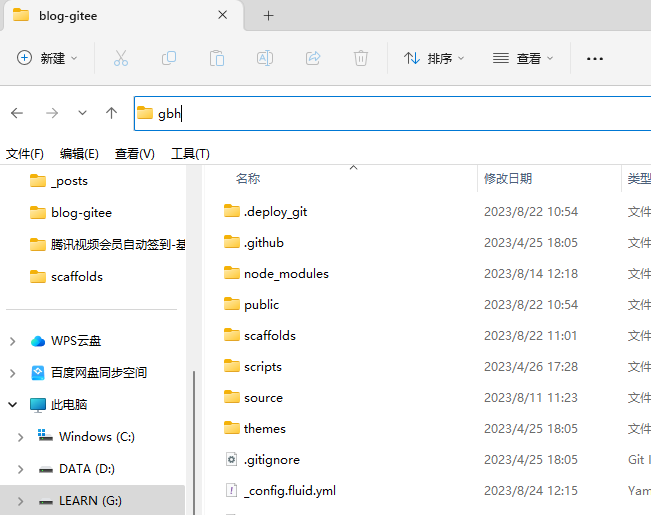 blog-gitee
新建 排序 查看
gbh
文件(F) 编辑(E) 查看(V) 工具(T)
_posts
blog-gitee
腾讯视频会员自动签到-基
scaffolds
WPS云盘
百度网盘同步空间
此电脑
Windows (C:)
DATA (D:)
LEARN (G:)
名称 修改日期 类型
.deploy_git 2023/8/22 10:54 文件
.github 2023/4/25 18:05 文件
node_modules 2023/8/14 12:18 文件
public 2023/8/22 10:54 文件
scaffolds 2023/8/22 11:01 文件
scripts 2023/4/26 17:28 文件
source 2023/8/11 11:23 文件
themes 2023/4/25 18:05 文件
.gitignore 2023/4/25 18:05 Git I
_config.fluid.yml 2023/8/24 12:15 Yam